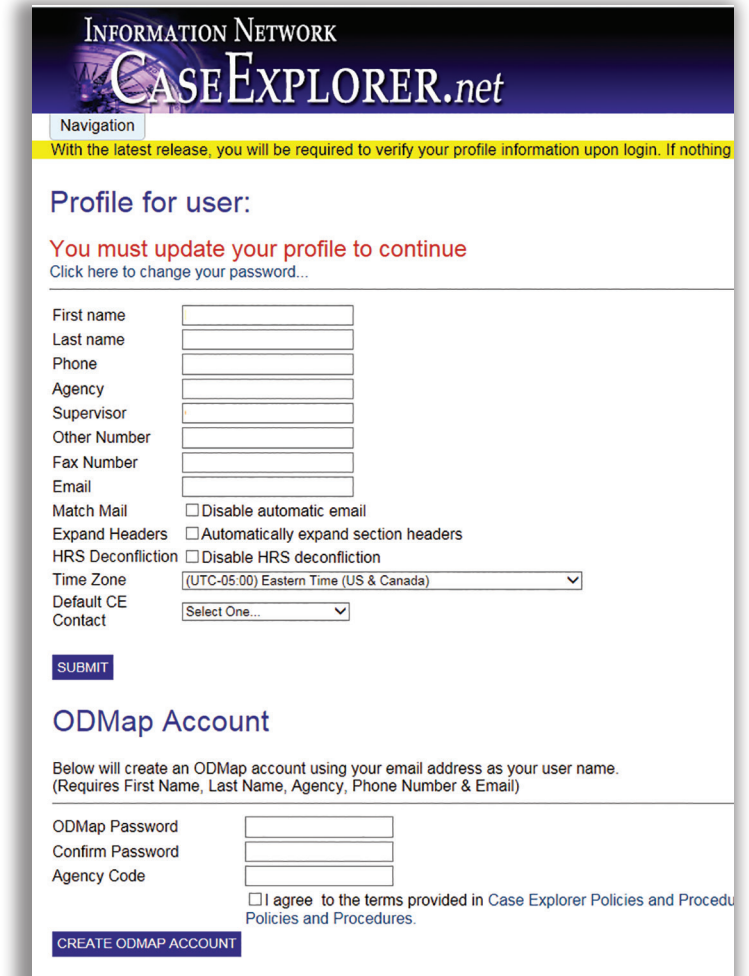 INFORMATION NETWORK
CASEEXPLORER.net
Navigation
With the latest release, you will be required to verify your profile information upon login. If nothing
Profile for user:
You must update your profile to continue
Click here to change your password...
First name
Last name
Phone
Agency
Supervisor
Other Number
Fax Number
Email
Match Mail Disable automatic email
Expand Headers Automatically expand section headers
HRS Deconfliction Disable HRS deconfliction
Time Zone (UTC-05:00) Eastern Time (US & Canada)
Default CE
Contact Select One...
SUBMIT
ODMap Account
Below will create an ODMap account using your email address as your user name.
(Requires First Name, Last Name, Agency, Phone Number & Email)
ODMap Password
Confirm Password
Agency Code
I agree to the terms provided in Case Explorer Policies and Procedu
Policies and Procedures.
CREATE ODMAP ACCOUNT